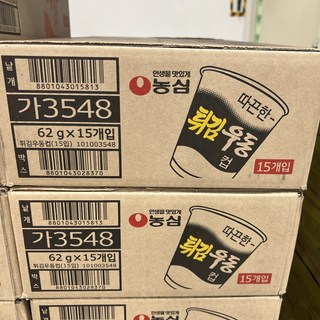 낱개
8801043015813
가3548
62g×15개입
튀김우동컵(15입) 101003548
박스
8801043028370
인생을 맛있게
농심
따끈한~
튀김우동
컵
15개입
낱개
8801043015813
가3548
62g×15개입
튀김우동컵(15입) 101003548
박스
8801043028370
인생을 맛있게
농심
따끈한~
튀김우동
컵
15개입